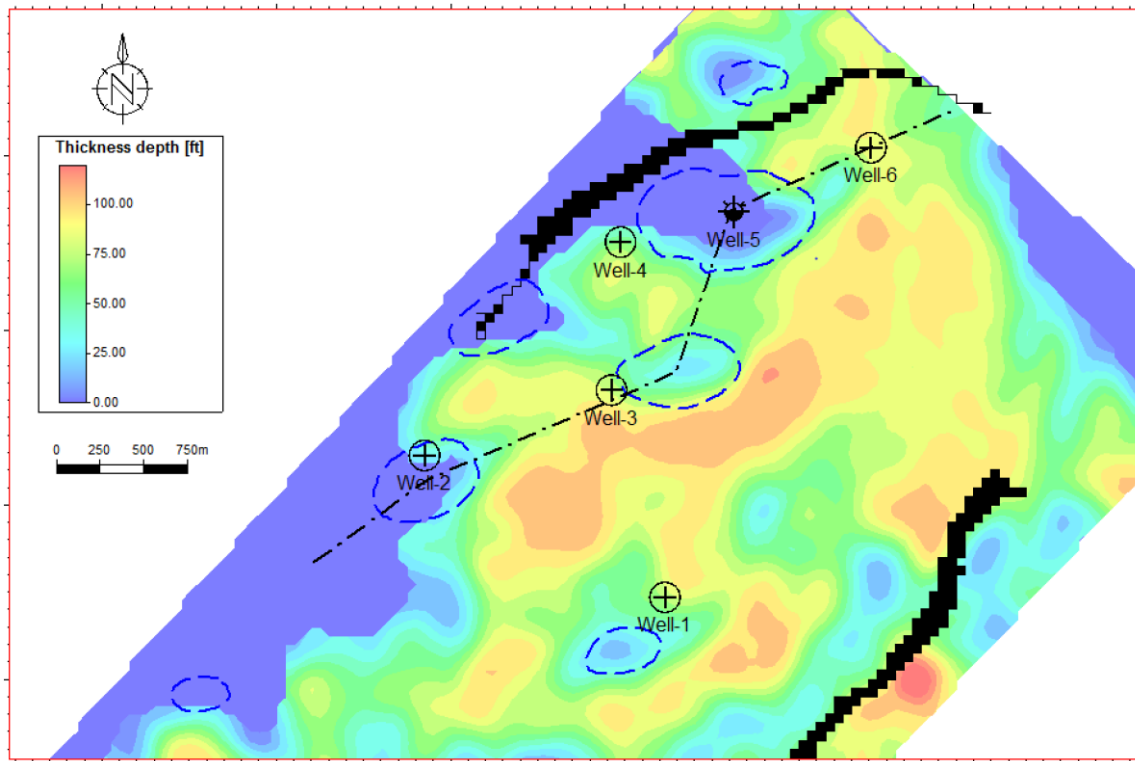 N
Thickness depth [ft]
100.00
75.00
50.00
25.00
0.00
0 250 500 750m
Well-6
Well-5
Well-4
Well-3
Well-2
Well-1